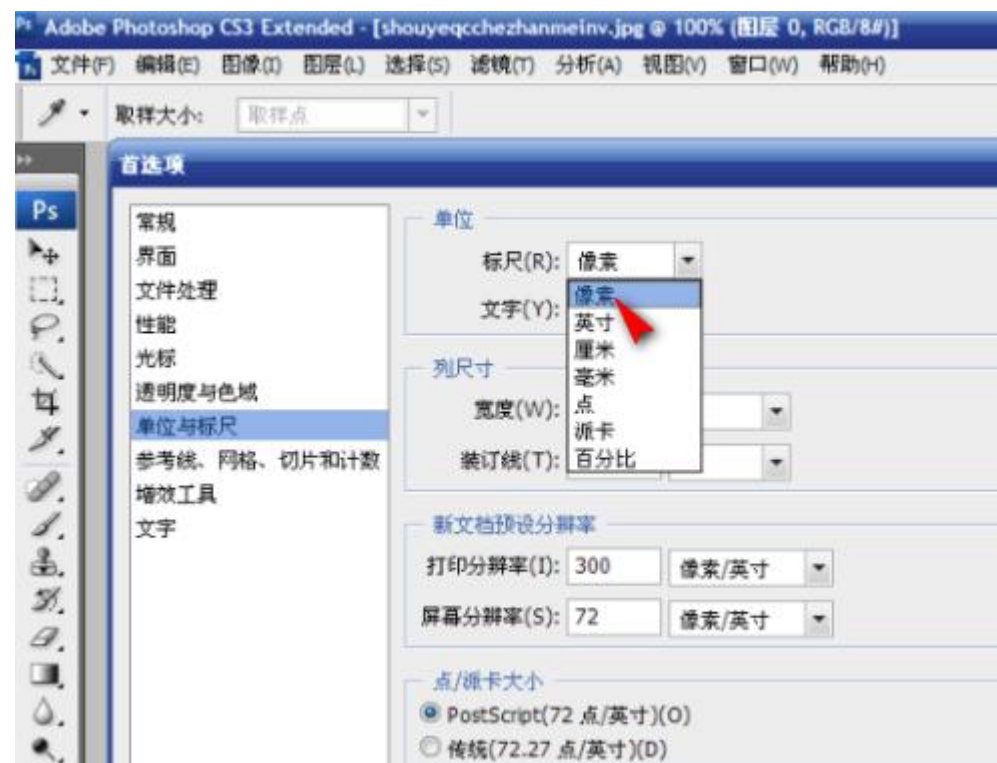 Ps Adobe Photoshop CS3 Extended - [shouyeqcchezhanmeinv.jpg @ 100% (图层 0, RGB/8#)]
文件(F) 编辑(E) 图像(I) 图层(L) 选择(S) 滤镜(T) 分析(A) 视图(V) 窗口(W) 帮助(H)
取样大小: 取样点
首选项
Ps
常规
界面
文件处理
性能
光标
透明度与色域
单位与标尺
参考线、网格、切片和计数
增效工具
文字
单位
标尺(R): 像素
文字(Y):
像素
英寸
厘米
毫米
点
派卡
百分比
列尺寸
宽度(W):
装订线(T):
新文档预设分辨率
打印分辨率(I): 300 像素/英寸
屏幕分辨率(S): 72 像素/英寸
点/派卡大小
PostScript(72 点/英寸)(O)
传统(72.27 点/英寸)(D)